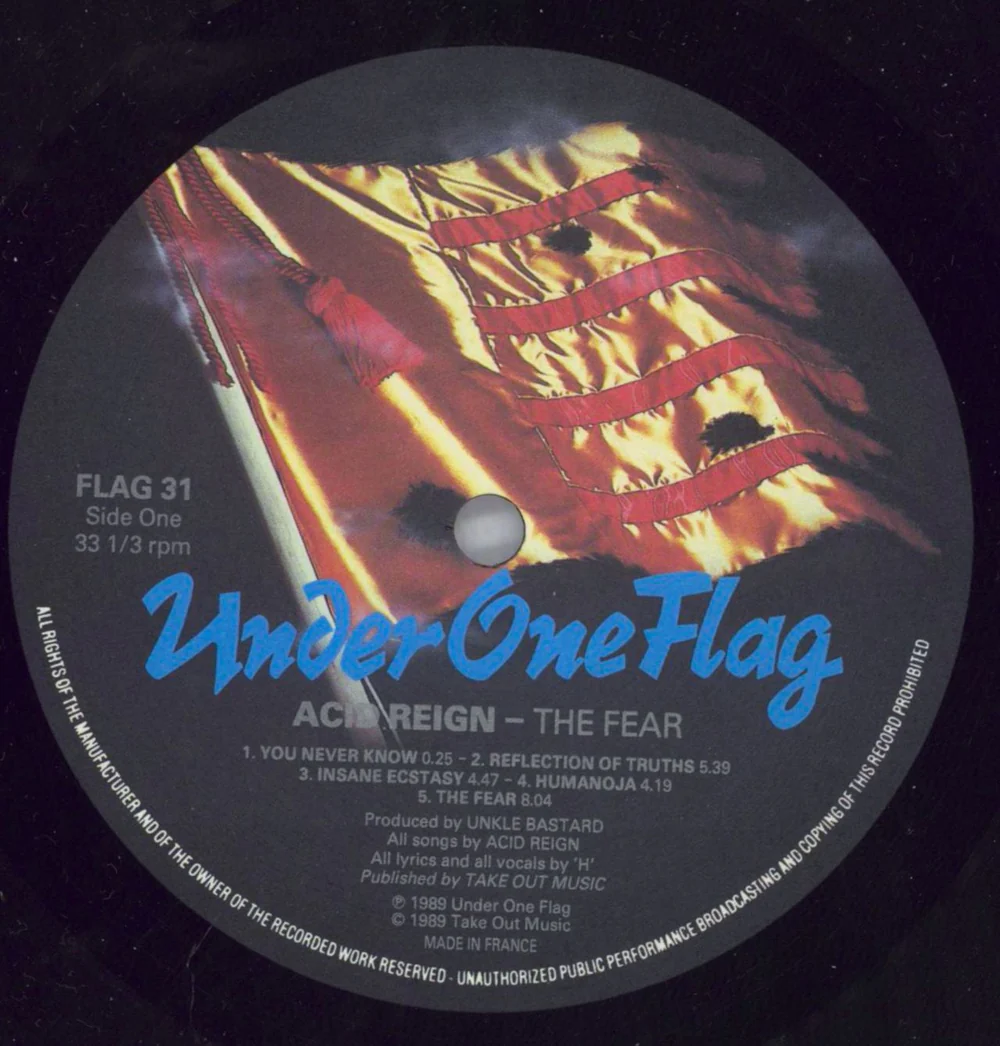 FLAG 31
Side One
33 1/3 rpm
Under One Flag
ACID REIGN – THE FEAR
1. YOU NEVER KNOW 0.25 – 2. REFLECTION OF TRUTHS 5.39
3. INSANE ECSTASY 4.47 – 4. HUMANOJA 4.19
5. THE FEAR 8.04
Produced by UNKLE BASTARD
All songs by ACID REIGN
All lyrics and all vocals by 'H'
Published by TAKE OUT MUSIC
℗ 1989 Under One Flag
© 1989 Take Out Music
MADE IN FRANCE
ALL RIGHTS OF THE MANUFACTURER AND OF THE OWNER OF THE RECORDED WORK RESERVED - UNAUTHORIZED PUBLIC PERFORMANCE BROADCASTING AND COPYING OF THIS RECORD PROHIBITED